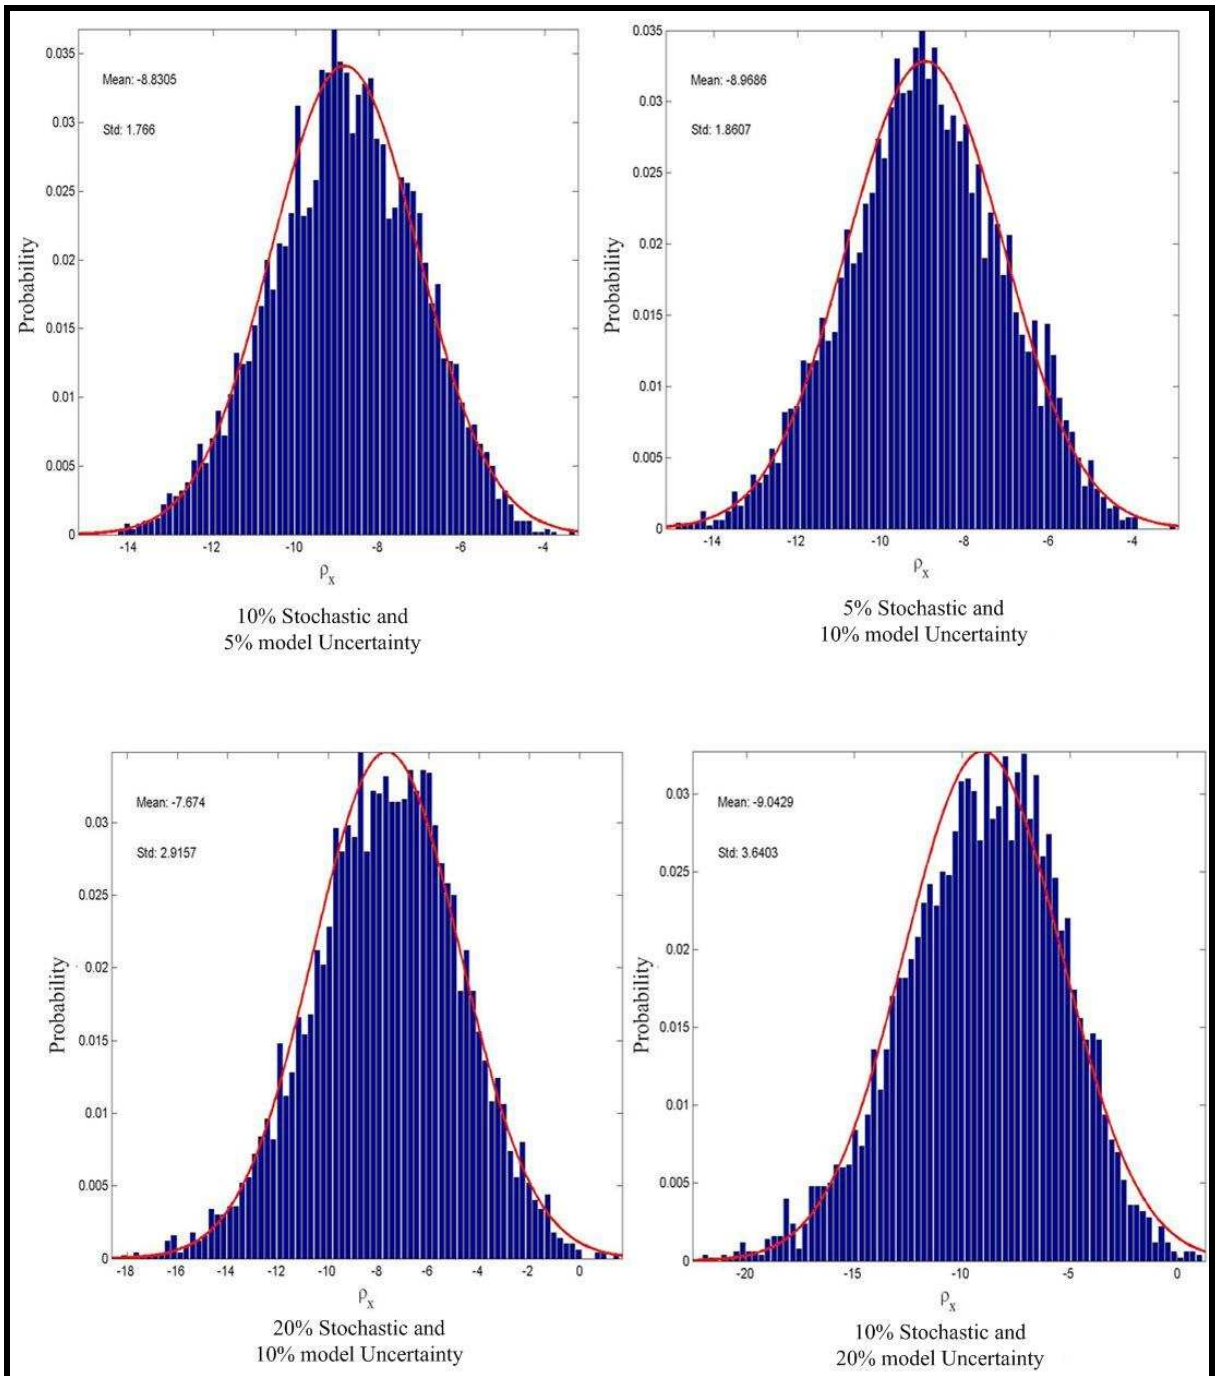 Mean: -8.8305
Std: 1.766
0.035
0.03
0.025
0.02
0.015
0.01
0.005
0
Probability
-14 -12 -10 -8 -6 -4
ρx
10% Stochastic and
5% model Uncertainty
Mean: -8.9686
Std: 1.8607
0.035
0.03
0.025
0.02
0.015
0.01
0.005
0
Probability
-14 -12 -10 -8 -6 -4
ρx
5% Stochastic and
10% model Uncertainty
Mean: -7.674
Std: 2.9157
0.03
0.025
0.02
0.015
0.01
0.005
0
Probability
-18 -16 -14 -12 -10 -8 -6 -4 -2 0
ρx
20% Stochastic and
10% model Uncertainty
Mean: -9.0429
Std: 3.6403
0.03
0.025
0.02
0.015
0.01
0.005
0
Probability
-20 -15 -10 -5 0
ρx
10% Stochastic and
20% model Uncertainty